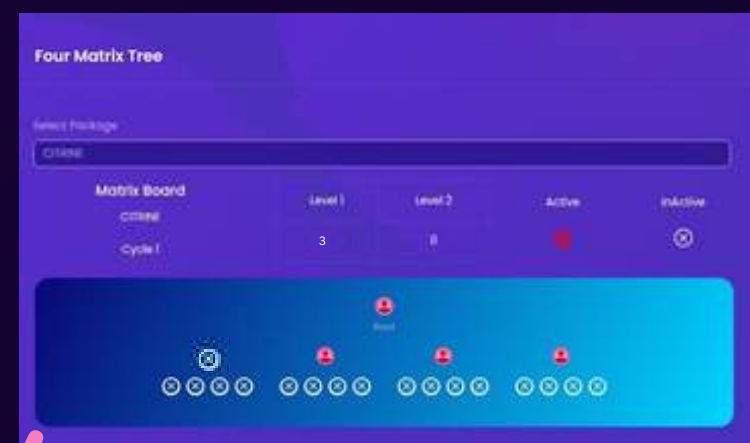 Four Matrix Tree
Select Package
CITRINE
Matrix Board
Level 1
Level 2
Active
InActive
CITRINE
Cycle 1
3
0
Root